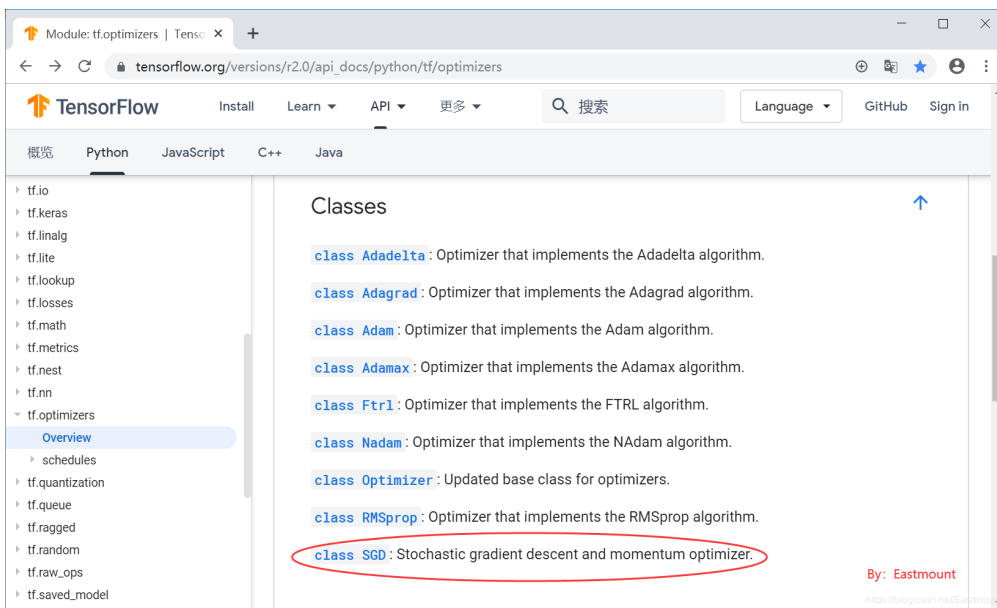 Module: tf.optimizers | Tenso
tensorflow.org/versions/r2.0/api_docs/python/tf/optimizers
TensorFlow Install Learn API 更多 搜索 Language GitHub Sign in
概览 Python JavaScript C++ Java
tf.io
tf.keras
tf.linalg
tf.lite
tf.lookup
tf.losses
tf.math
tf.metrics
tf.nest
tf.nn
tf.optimizers
Overview
schedules
tf.quantization
tf.queue
tf.ragged
tf.random
tf.raw_ops
tf.saved_model
Classes
class Adadelta: Optimizer that implements the Adadelta algorithm.
class Adagrad: Optimizer that implements the Adagrad algorithm.
class Adam: Optimizer that implements the Adam algorithm.
class Adamax: Optimizer that implements the Adamax algorithm.
class Ftrl: Optimizer that implements the FTRL algorithm.
class Nadam: Optimizer that implements the NAdam algorithm.
class Optimizer: Updated base class for optimizers.
class RMSprop: Optimizer that implements the RMSprop algorithm.
class SGD: Stochastic gradient descent and momentum optimizer.
By: Eastmount
https://blog.csdn.net/Eastmount